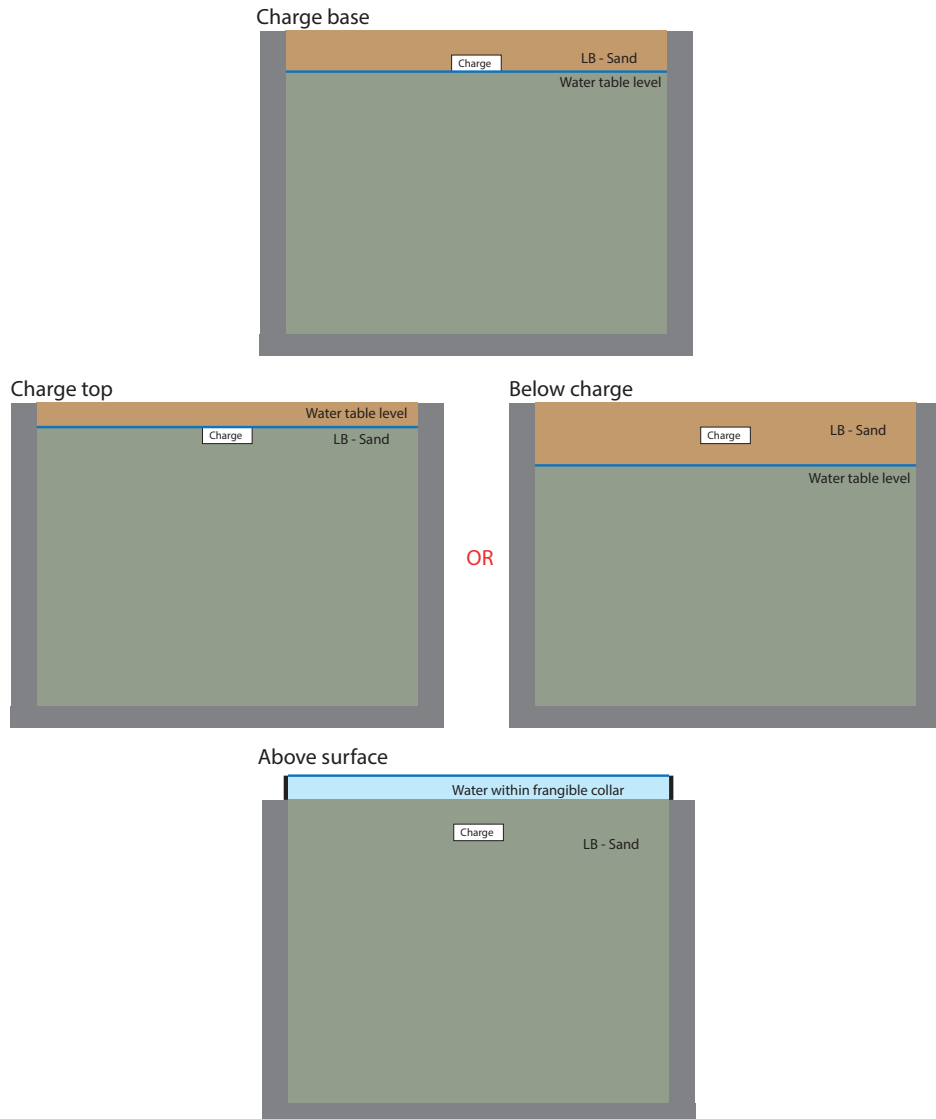 Charge base
LB - Sand
Charge
Water table level
Charge top
Water table level
Charge
LB - Sand
OR
Below charge
LB - Sand
Charge
Water table level
Above surface
Water within frangible collar
Charge
LB - Sand